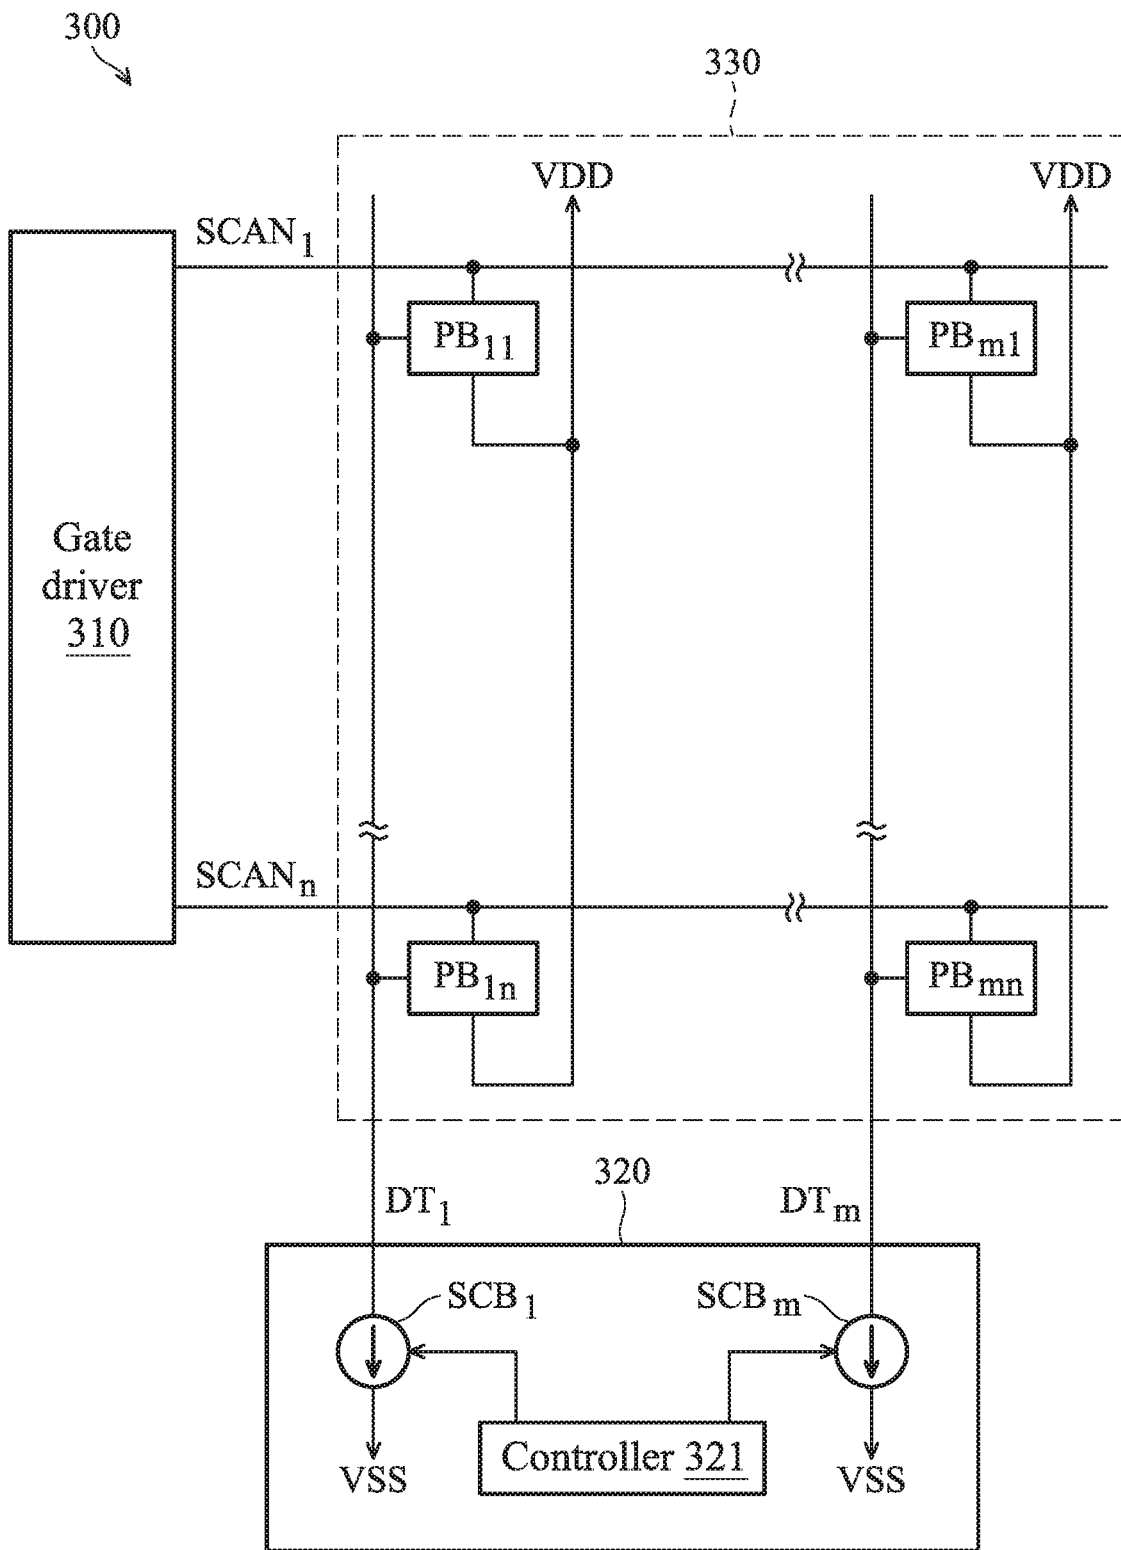 300
330
VDD VDD
SCAN₁
PB₁₁ PBₘ₁
Gate
driver
310
SCANₙ
PB₁ₙ PBₘₙ
320
DT₁ DTₘ
SCB₁ SCBₘ
Controller 321
VSS VSS